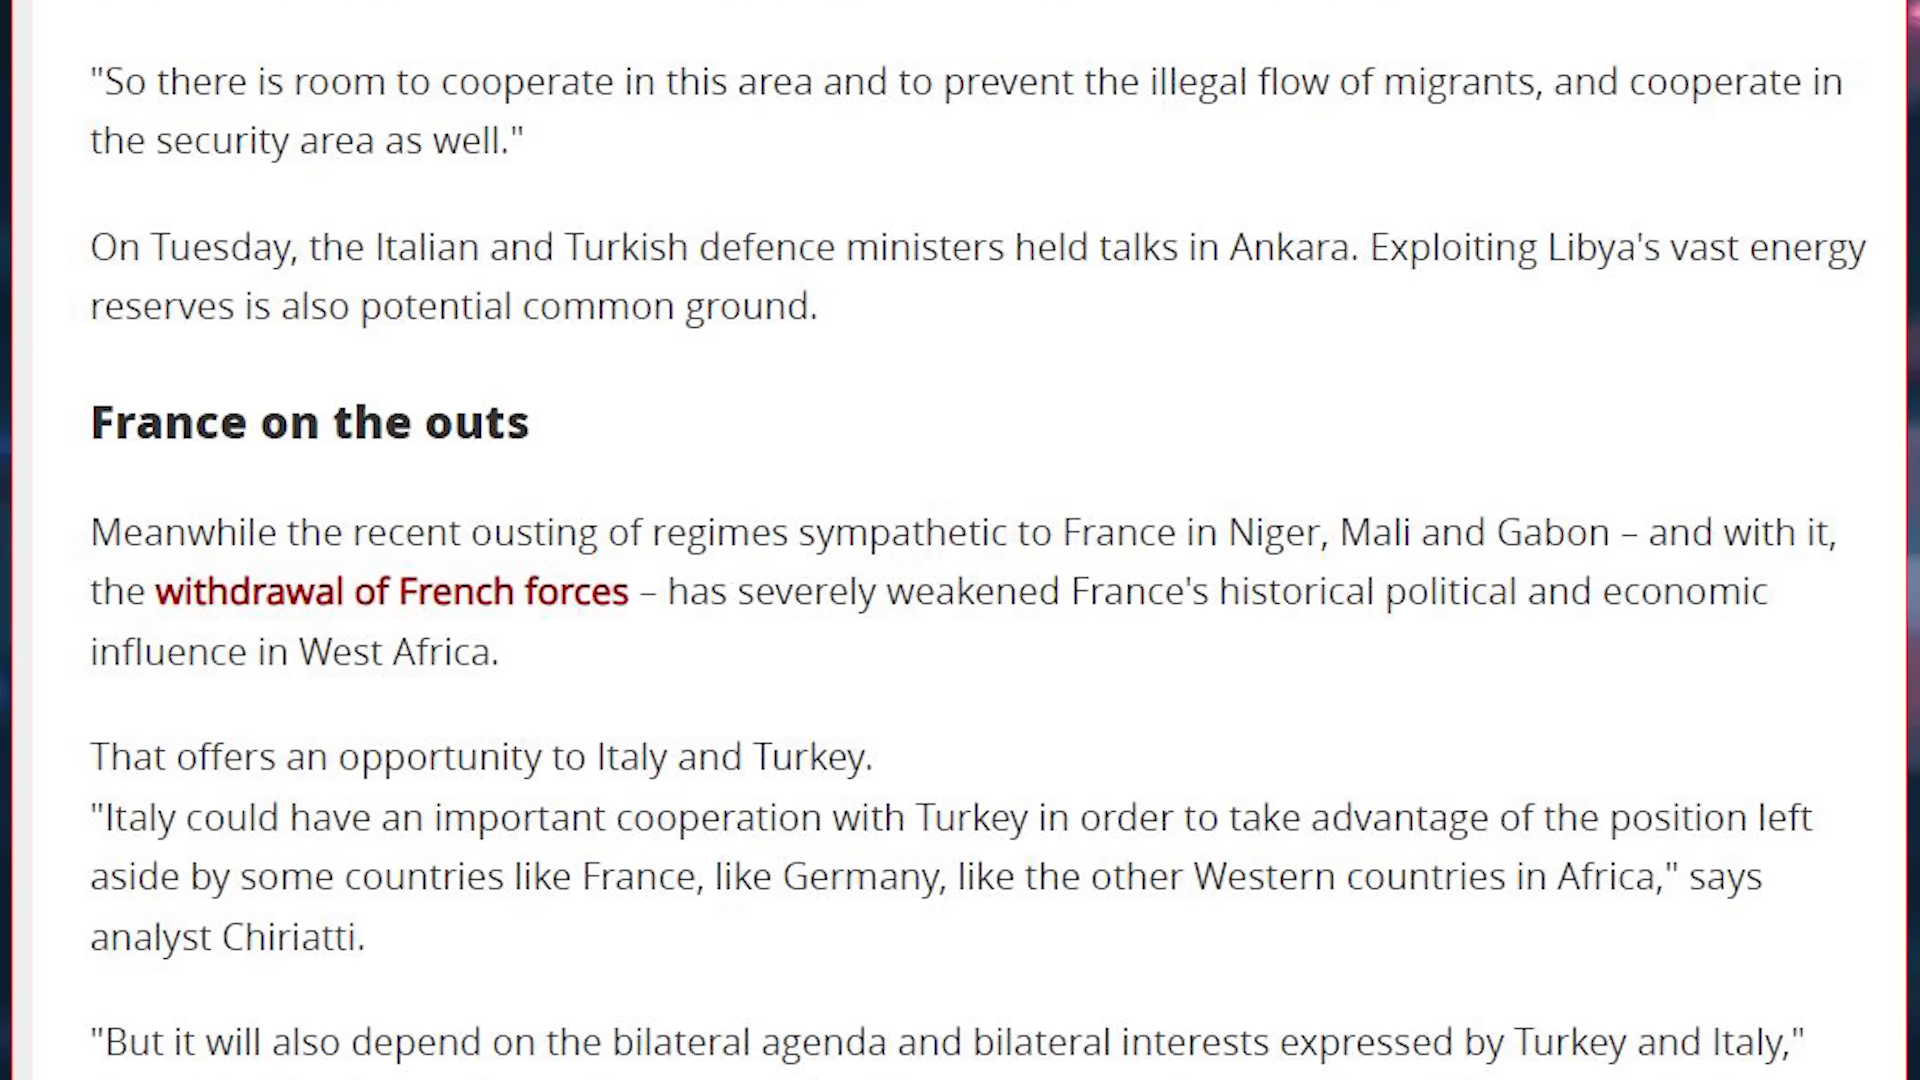 "So there is room to cooperate in this area and to prevent the illegal flow of migrants, and cooperate in
the security area as well."
On Tuesday, the Italian and Turkish defence ministers held talks in Ankara. Exploiting Libya's vast energy
reserves is also potential common ground.
France on the outs
Meanwhile the recent ousting of regimes sympathetic to France in Niger, Mali and Gabon – and with it,
the withdrawal of French forces – has severely weakened France's historical political and economic
influence in West Africa.
That offers an opportunity to Italy and Turkey.
"Italy could have an important cooperation with Turkey in order to take advantage of the position left
aside by some countries like France, like Germany, like the other Western countries in Africa," says
analyst Chiriatti.
"But it will also depend on the bilateral agenda and bilateral interests expressed by Turkey and Italy,"